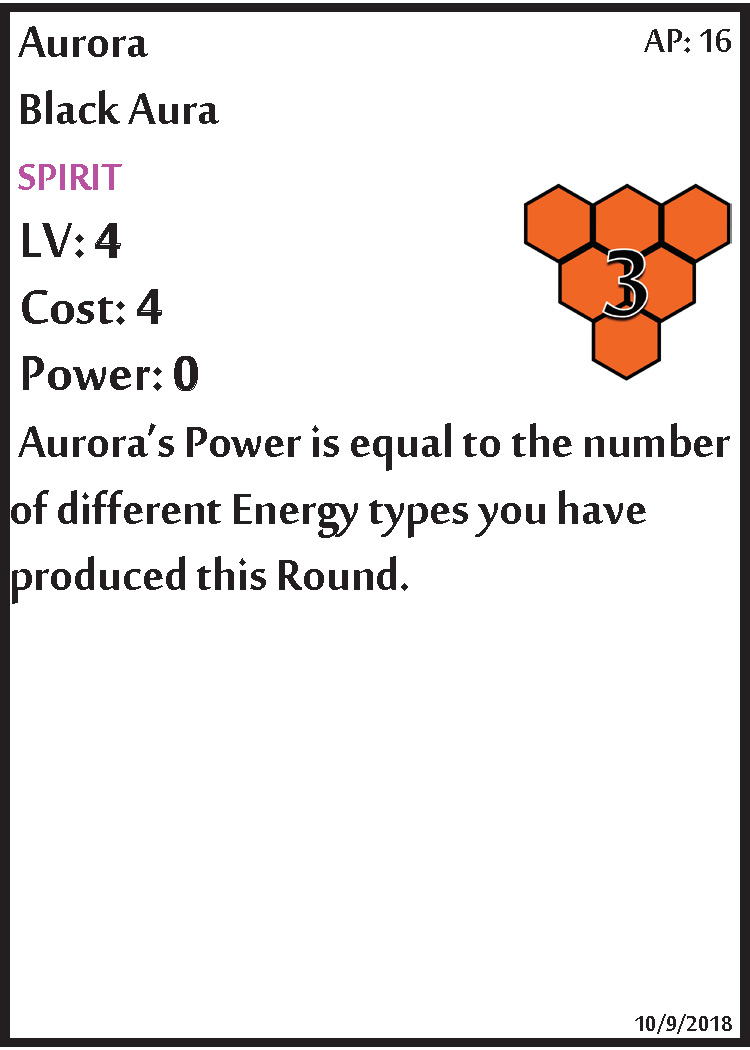 Aurora
AP: 16
Black Aura
SPIRIT
LV: 4
Cost: 4
3
Power: 0
Aurora's Power is equal to the number
of different Energy types you have
produced this Round.
10/9/2018